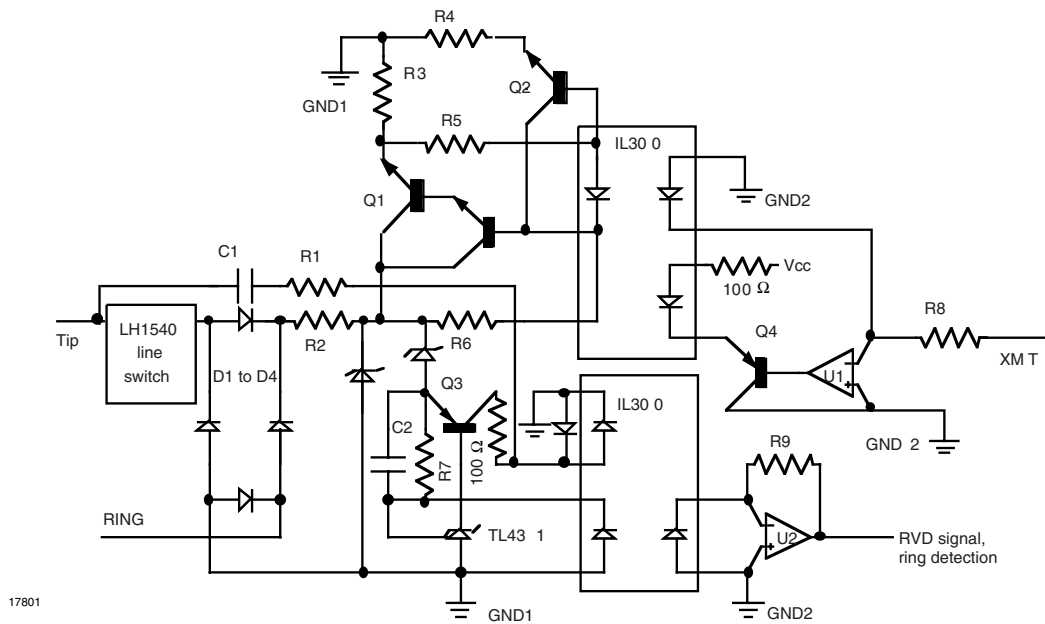 R4
R3
Q2
GND1
R5
IL30 0
Q1
GND2
C1
R1
Vcc
100 Ω
LH1540
line
switch
Tip
R2
R6
Q4
R8
XM T
U1
D1 to D4
Q3
IL30 0
C2
R7
100 Ω
GND 2
R9
RING
TL43 1
U2
RVD signal,
ring detection
GND1
GND2
17801